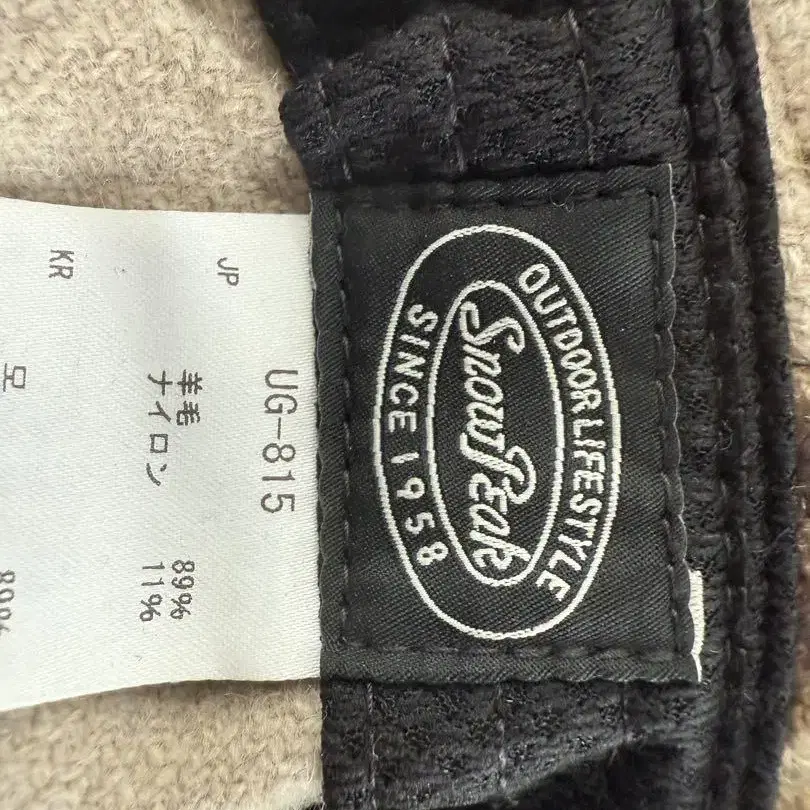 OUTDOOR LIFESTYLE
Snow Peak
SINCE 1958
UG-815
JP
羊毛 89%
ナイロン 11%
KR
모 89%